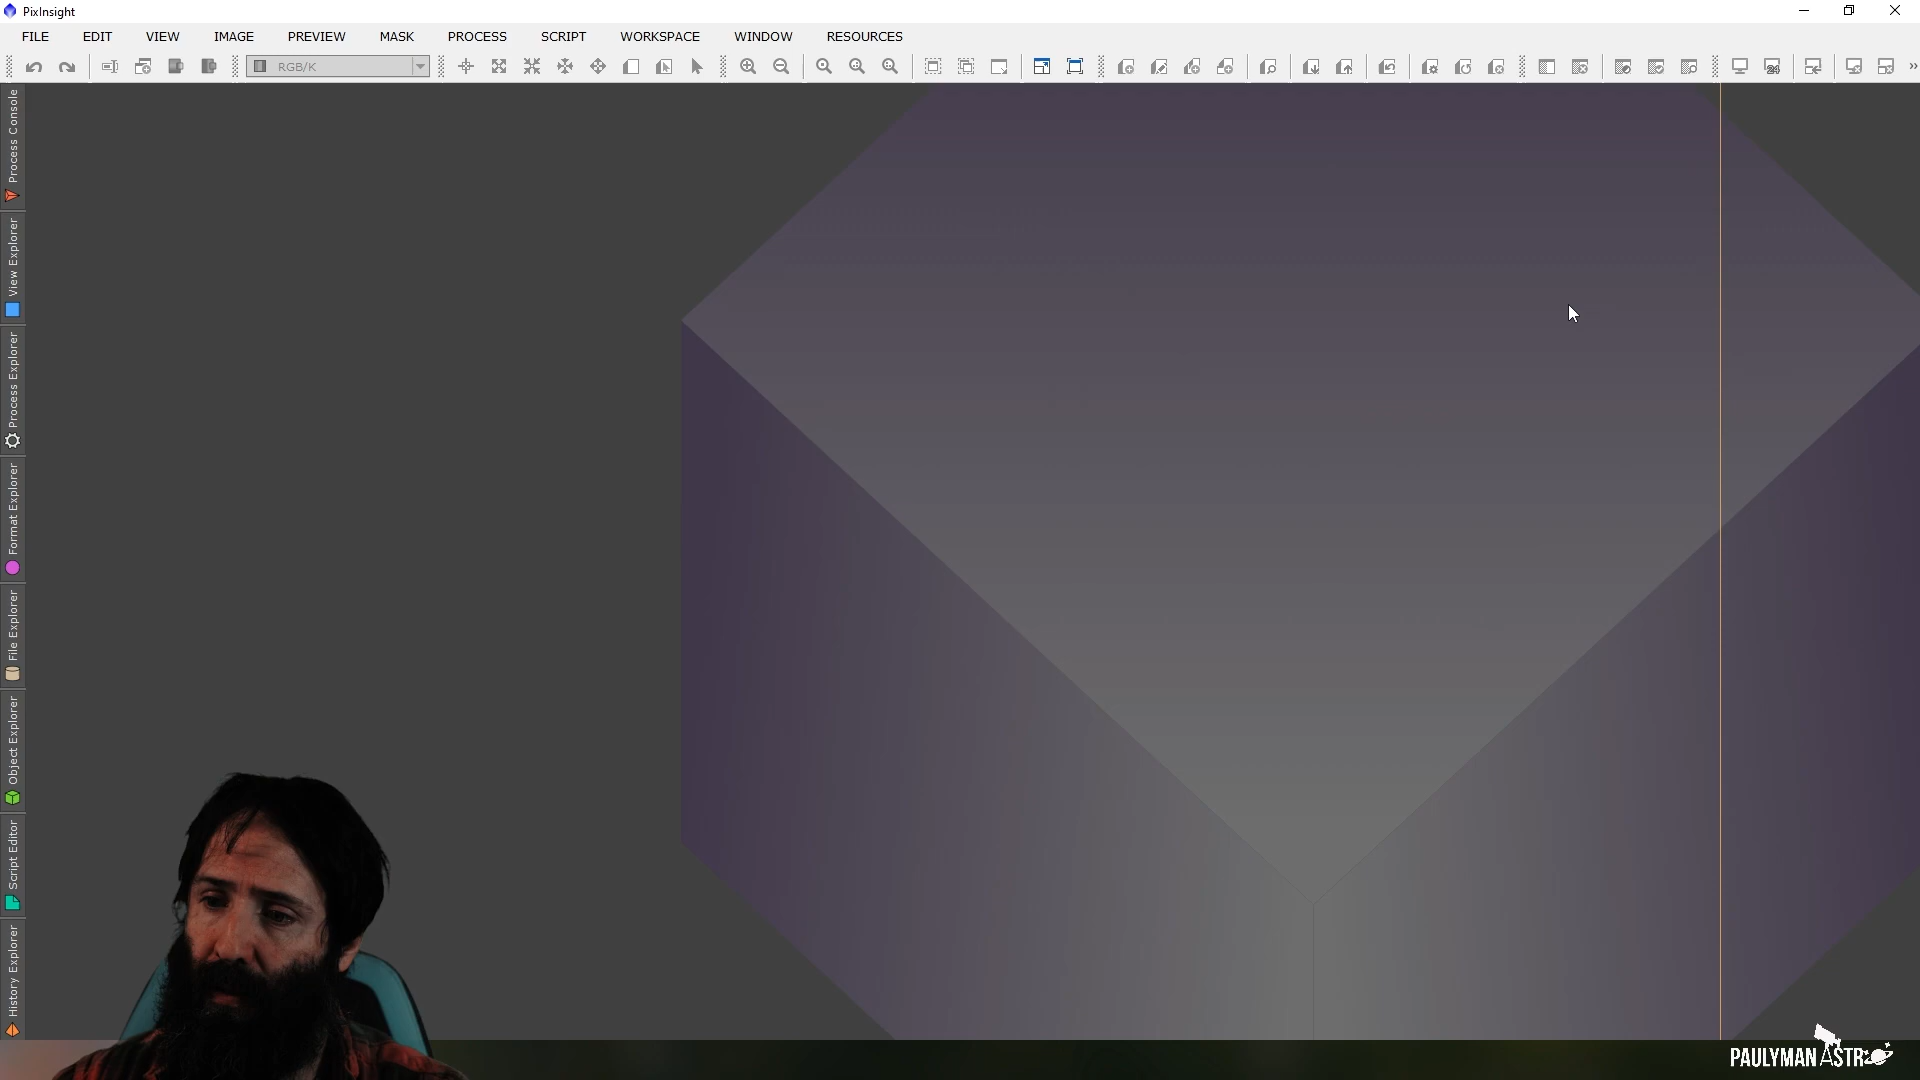 PixInsight
FILE EDIT VIEW IMAGE PREVIEW MASK PROCESS SCRIPT WORKSPACE WINDOW RESOURCES
RGB/K
Process Console
View Explorer
Process Explorer
Format Explorer
File Explorer
Object Explorer
Script Editor
History Explorer
PAULYMAN ASTRO